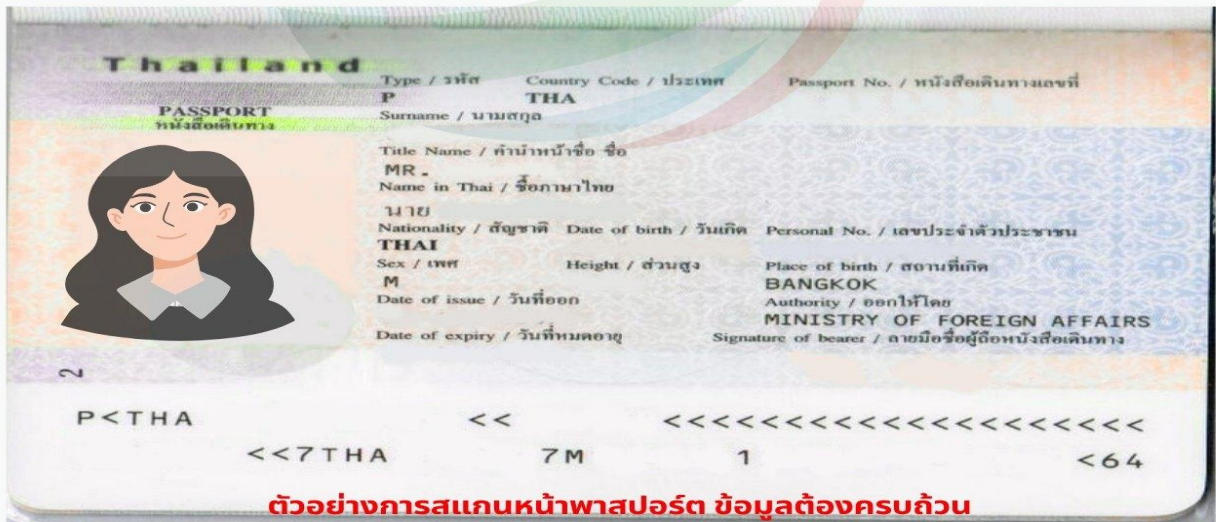 Thailand
PASSPORT
หนังสือเดินทาง
Type / รหัส Country Code / ประเทศ Passport No. / หนังสือเดินทางเลขที่
P THA
Surname / นามสกุล
Title Name / คำนำหน้าชื่อ ชื่อ
MR.
Name in Thai / ชื่อภาษาไทย
นาย
Nationality / สัญชาติ Date of birth / วันเกิด Personal No. / เลขประจำตัวประชาชน
THAI
Sex / เพศ Height / ส่วนสูง Place of birth / สถานที่เกิด
M BANGKOK
Date of issue / วันที่ออก Authority / ออกให้โดย
MINISTRY OF FOREIGN AFFAIRS
Date of expiry / วันที่หมดอายุ Signature of bearer / ลายมือชื่อผู้ถือหนังสือเดินทาง
2
P<THA << <<<<<<<<<<<<<<<<<<<<<
<<7THA 7M 1 <64
ตัวอย่างการสแกนหน้าพาสปอร์ต ข้อมูลต้องครบถ้วน